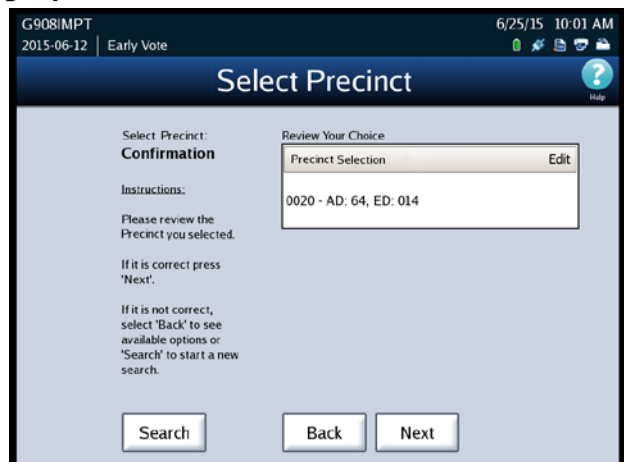 G908IMPT
6/25/15 10:01 AM
2015-06-12 | Early Vote
Select Precinct
Help
Select Precinct:
Confirmation
Instructions:
Please review the
Precinct you selected.
If it is correct press
'Next'.
If it is not correct,
select 'Back' to see
available options or
'Search' to start a new
search.
Review Your Choice
Precinct Selection Edit
0020 - AD: 64, ED: 014
Search Back Next